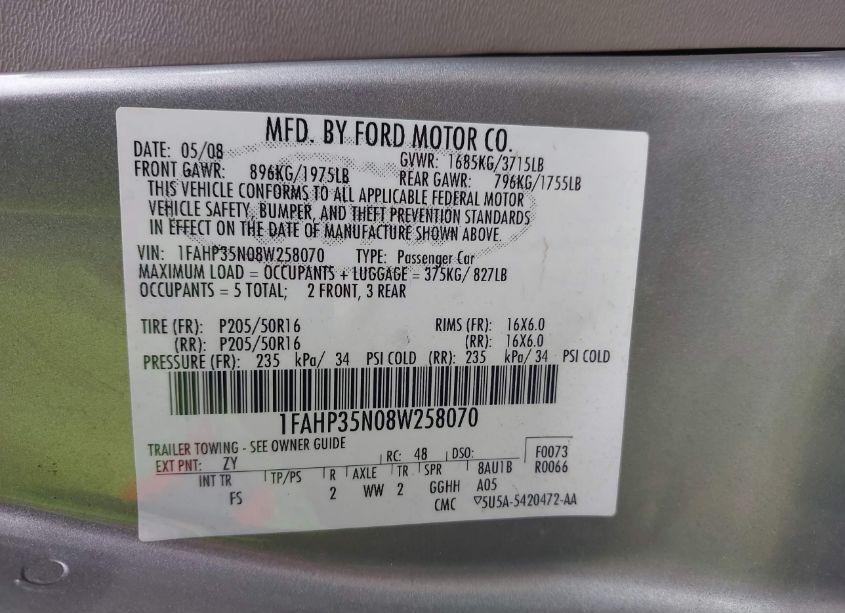 MFD. BY FORD MOTOR CO.
DATE: 05/08 GVWR: 1685KG/3715LB
FRONT GAWR: 896KG/1975LB REAR GAWR: 796KG/1755LB
THIS VEHICLE CONFORMS TO ALL APPLICABLE FEDERAL MOTOR
VEHICLE SAFETY, BUMPER, AND THEFT PREVENTION STANDARDS
IN EFFECT ON THE DATE OF MANUFACTURE SHOWN ABOVE.
VIN: 1FAHP35N08W258070 TYPE: Passenger Car
MAXIMUM LOAD = OCCUPANTS + LUGGAGE = 375KG/ 827LB
OCCUPANTS = 5 TOTAL; 2 FRONT, 3 REAR
TIRE (FR): P205/50R16 RIMS (FR): 16X6.0
(RR): P205/50R16 (RR): 16X6.0
PRESSURE (FR): 235 kPa/ 34 PSI COLD (RR): 235 kPa/ 34 PSI COLD
1FAHP35N08W258070
TRAILER TOWING - SEE OWNER GUIDE
EXT PNT: ZY RC: 48 DSO: F0073
INT TR TP/PS R AXLE TR SPR 8AU1B R0066
FS 2 WW 2 GGHH A05
CMC ▽5U5A-5420472-AA